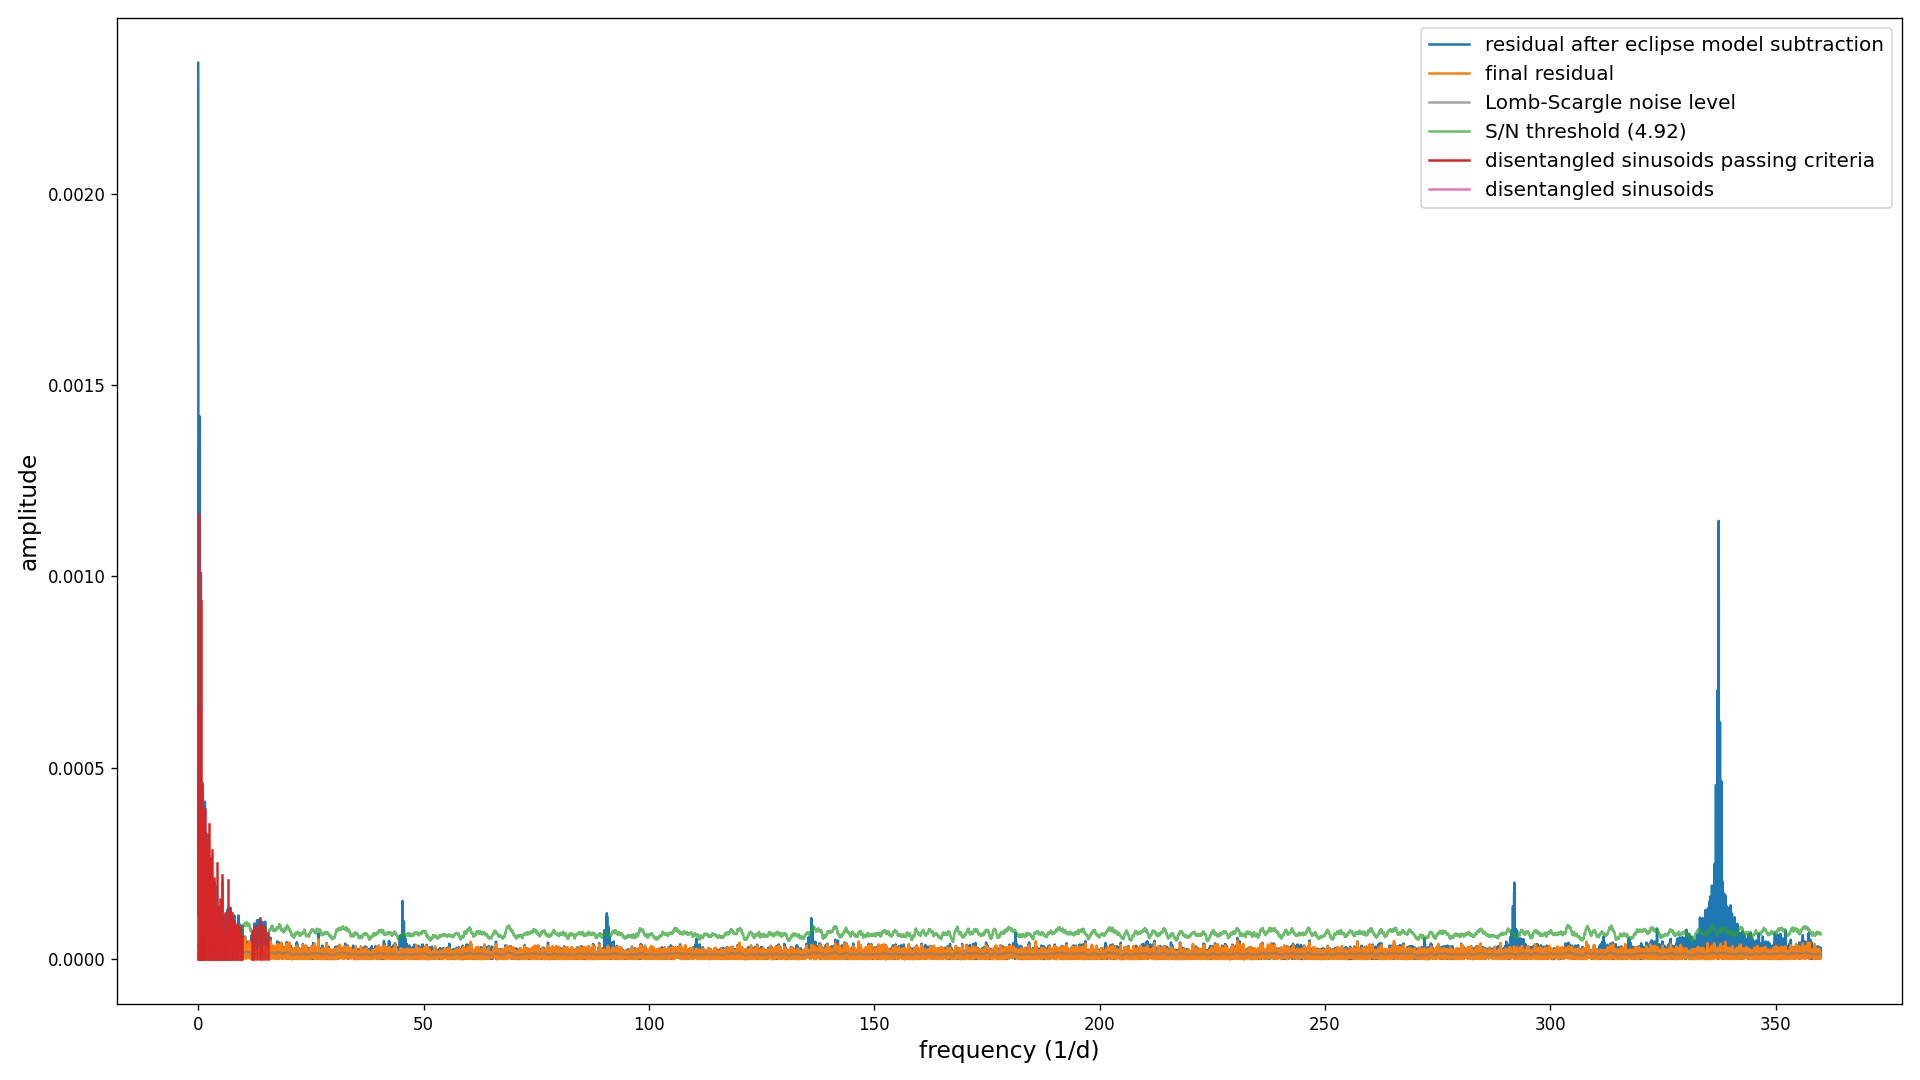 residual after eclipse model subtraction
final residual
Lomb-Scargle noise level
S/N threshold (4.92)
disentangled sinusoids passing criteria
disentangled sinusoids
amplitude
0.0020
0.0015
0.0010
0.0005
0.0000
0 50 100 150 200 250 300 350
frequency (1/d)